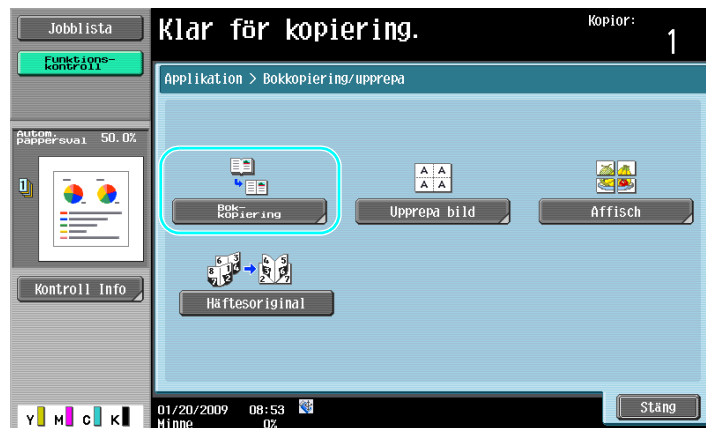 Jobblista
Funktions-
kontroll
Klar för kopiering.
Kopior:
1
Applikation > Bokkopiering/upprepa
Autom.
pappersval 50.0%
1
Bok-
kopiering
A A
A A
Upprepa bild
Affisch
Häftesoriginal
Kontroll Info
Y M C K
01/20/2009 08:53
Minne 0%
Stäng